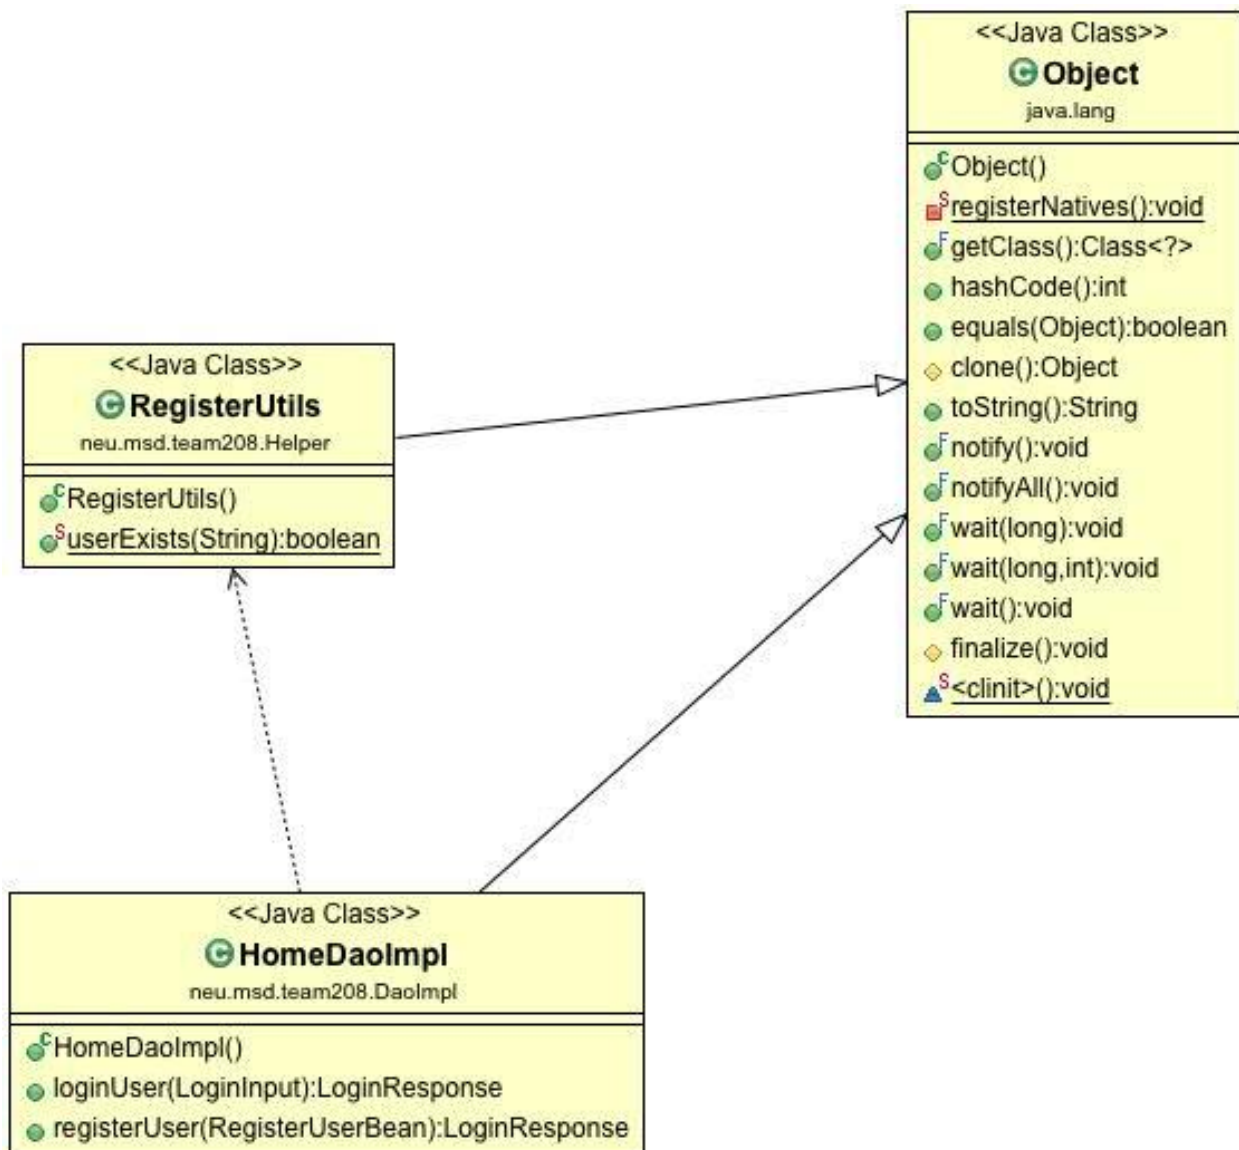 <<Java Class>>
Object
java.lang
Object()
registerNatives():void
getClass():Class<?>
hashCode():int
equals(Object):boolean
clone():Object
toString():String
notify():void
notifyAll():void
wait(long):void
wait(long,int):void
wait():void
finalize():void
<clinit>():void
<<Java Class>>
RegisterUtils
neu.msd.team208.Helper
RegisterUtils()
userExists(String):boolean
<<Java Class>>
HomeDaoImpl
neu.msd.team208.DaoImpl
HomeDaoImpl()
loginUser(LoginInput):LoginResponse
registerUser(RegisterUserBean):LoginResponse